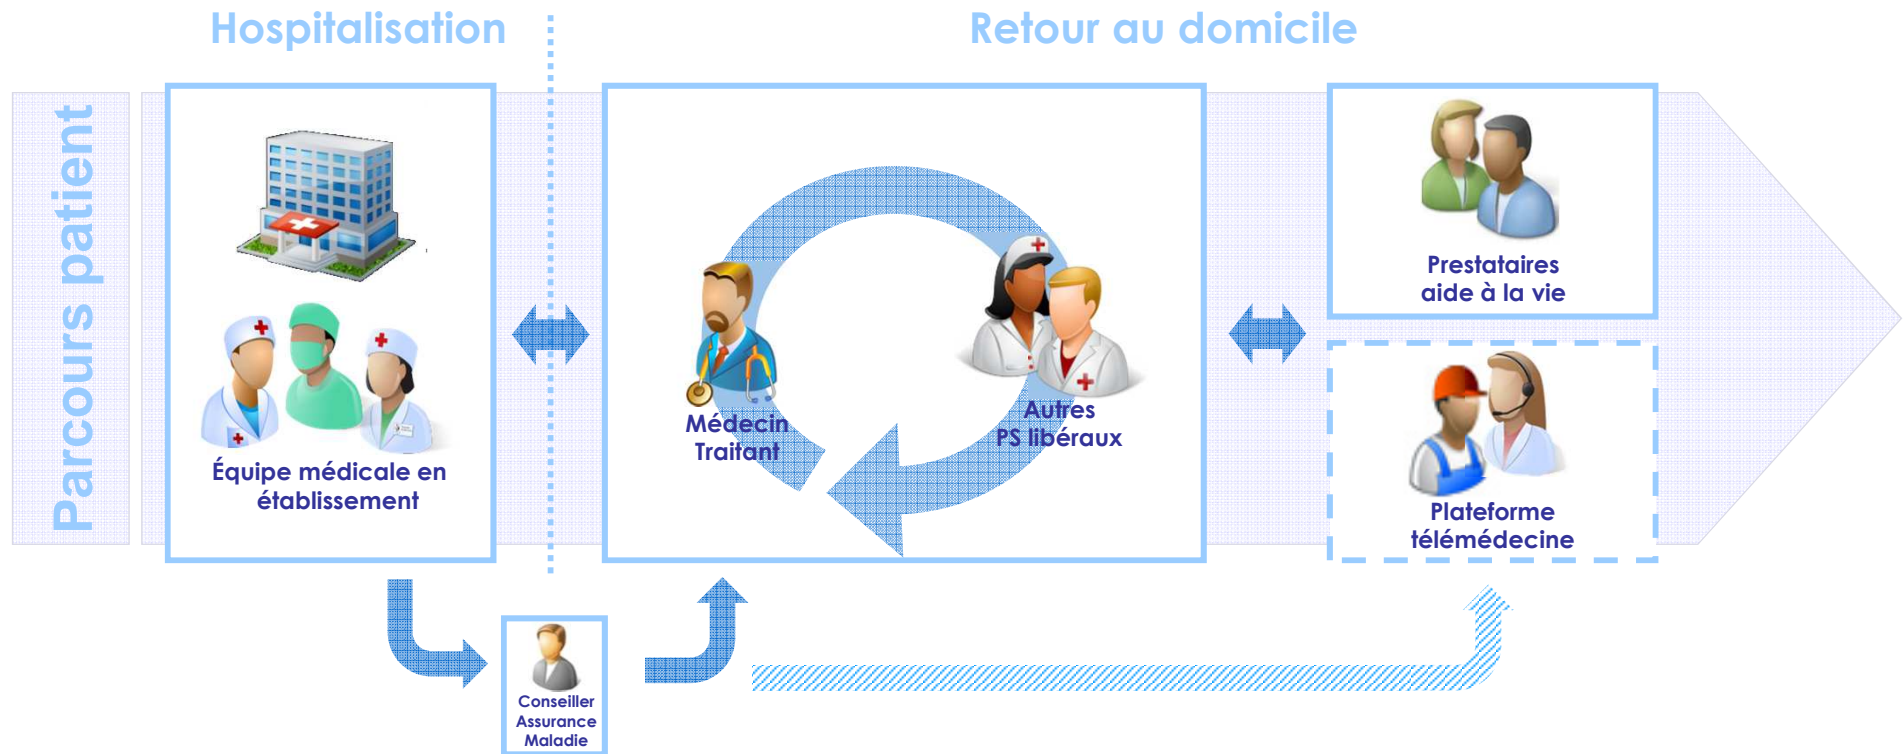 Hospitalisation
Retour au domicile
Parcours patient
Équipe médicale en
établissement
Médecin
Traitant
Autres
PS libéraux
Prestataires
aide à la vie
Plateforme
télémédecine
Conseiller
Assurance
Maladie